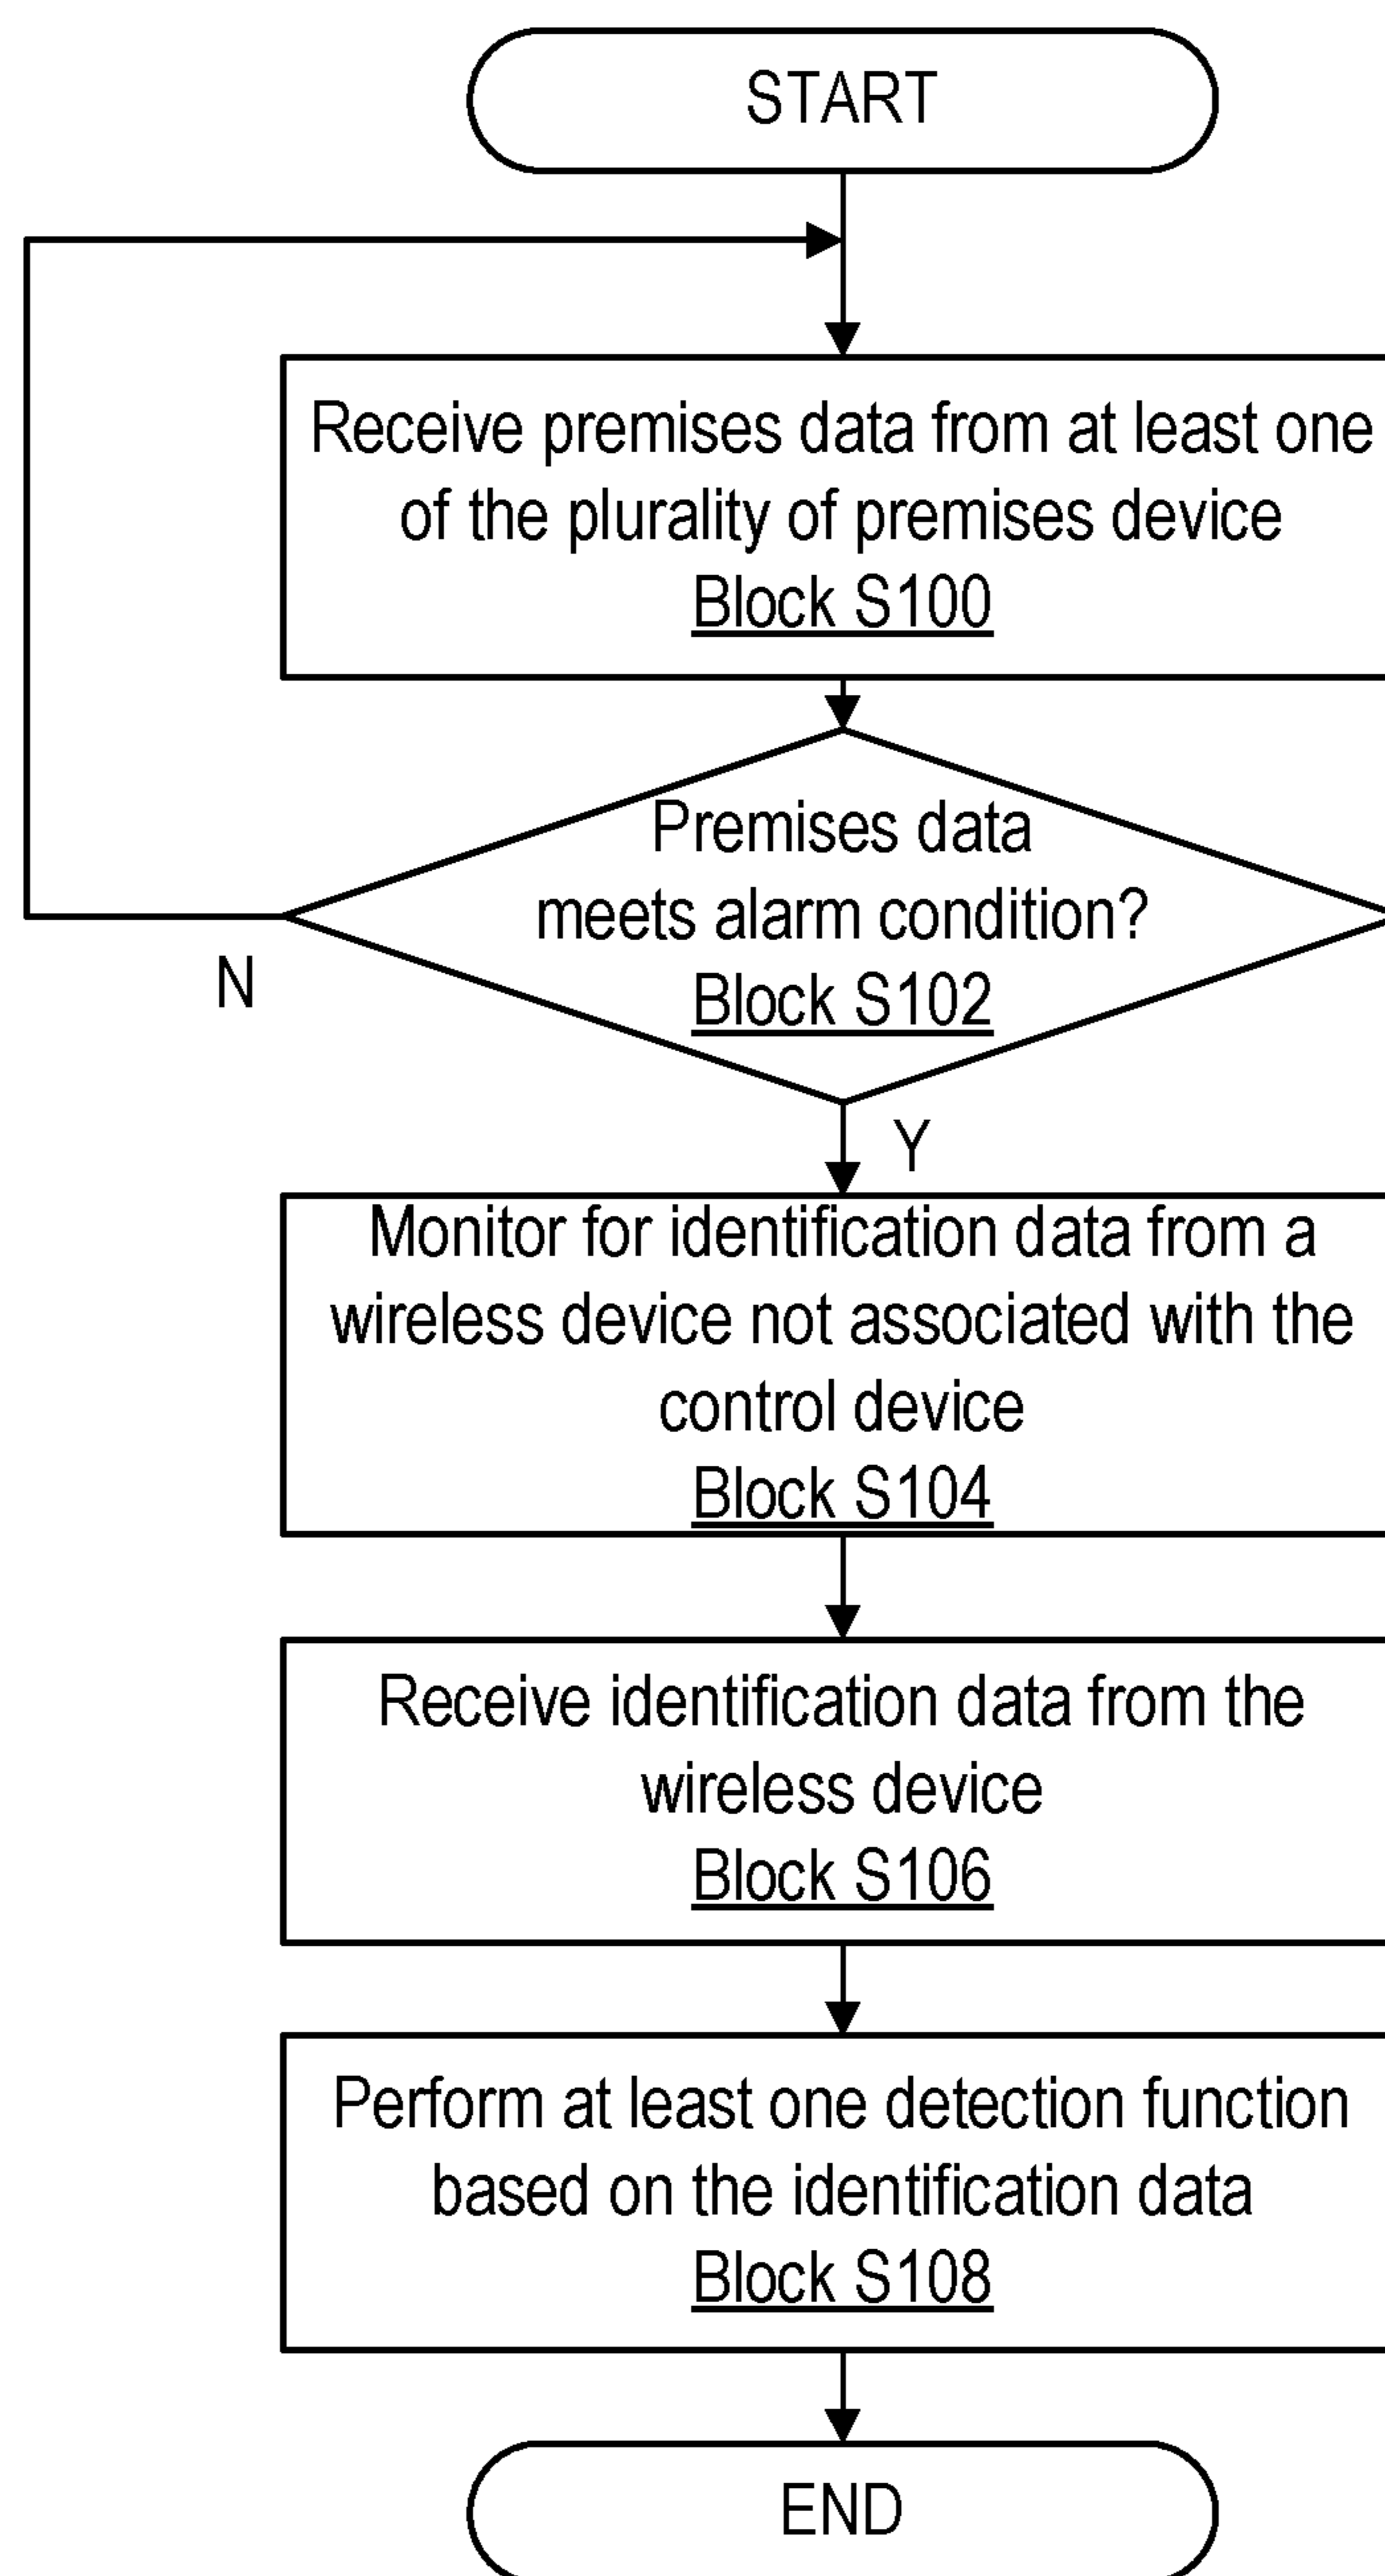 START
Receive premises data from at least one
of the plurality of premises device
Block S100
Premises data
meets alarm condition?
Block S102
N
Y
Monitor for identification data from a
wireless device not associated with the
control device
Block S104
Receive identification data from the
wireless device
Block S106
Perform at least one detection function
based on the identification data
Block S108
END